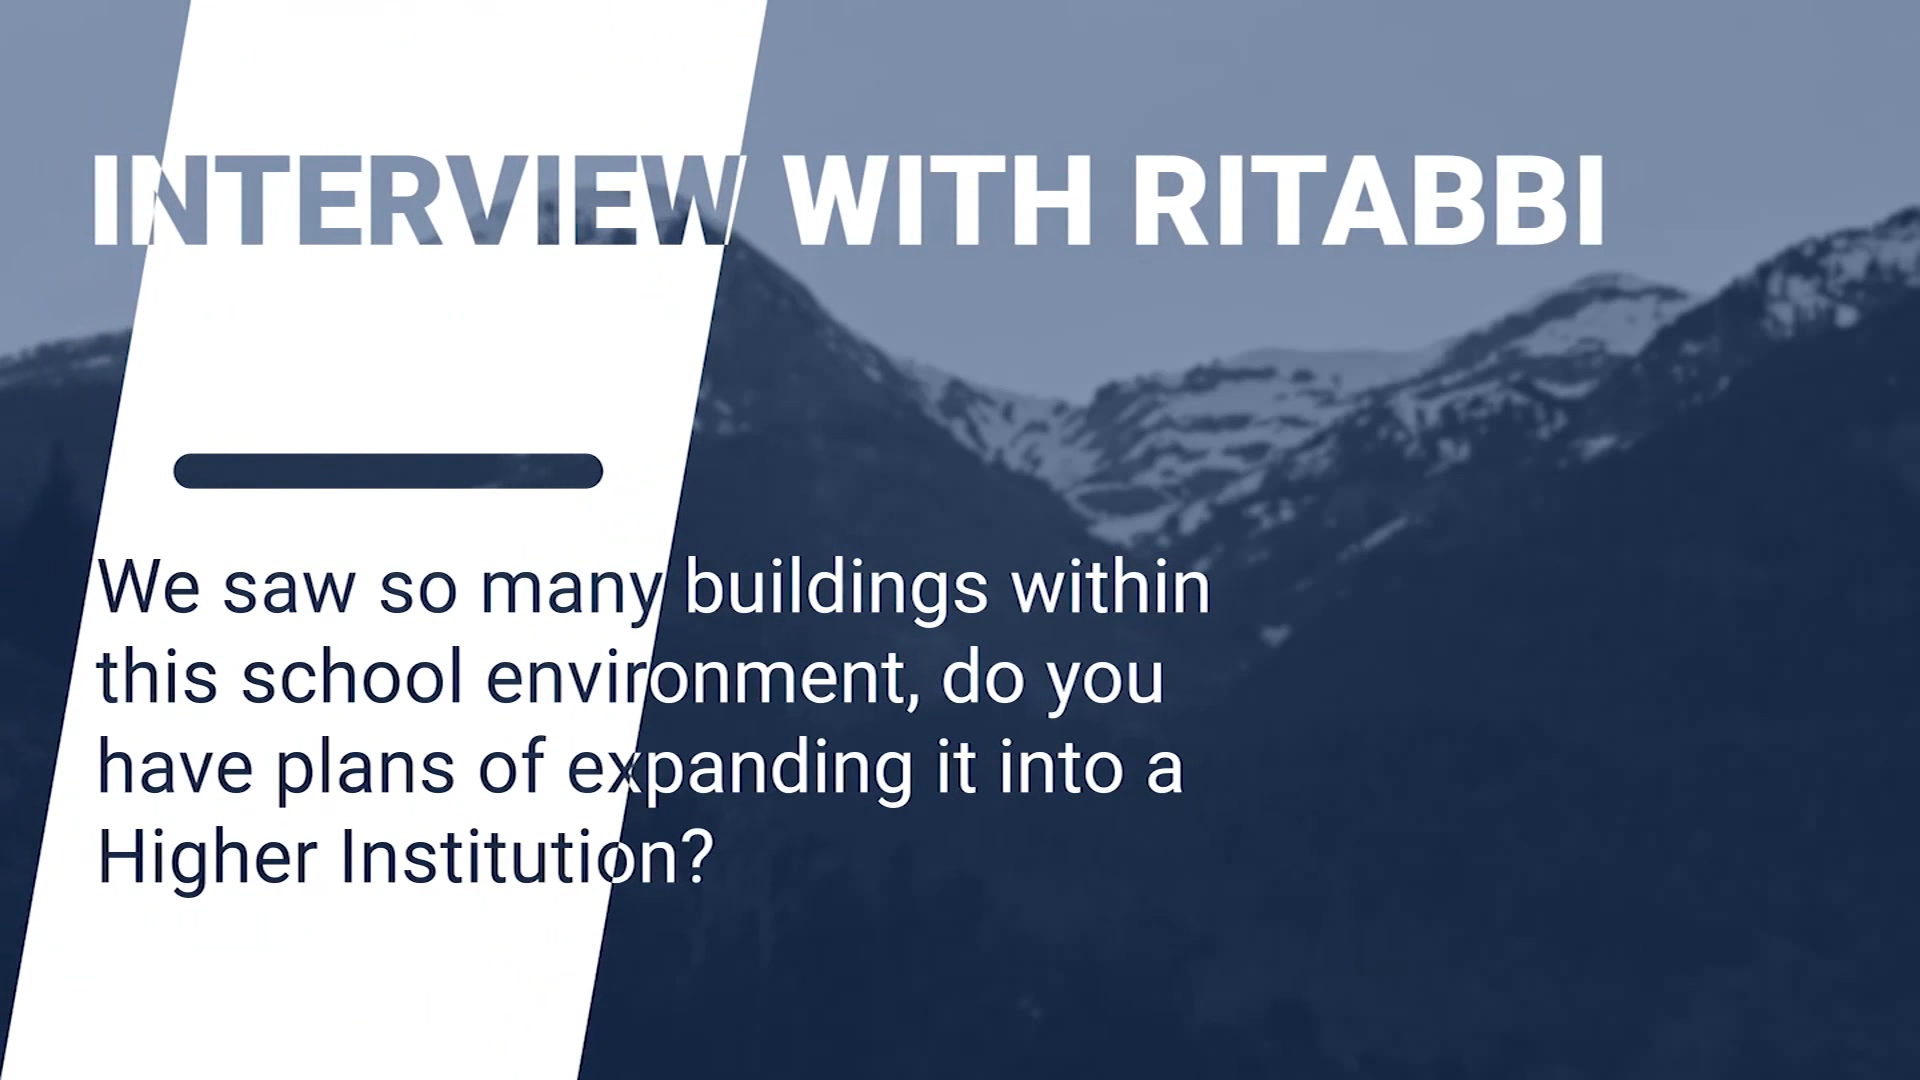 INTERVIEW WITH RITABBI
We saw so many buildings within
this school environment, do you
have plans of expanding it into a
Higher Institution?